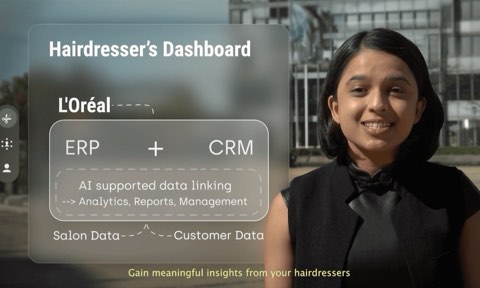 Hairdresser's Dashboard
L'Oréal
ERP + CRM
AI supported data linking
--> Analytics, Reports, Management
Salon Data
Customer Data
Gain meaningful insights from your hairdressers